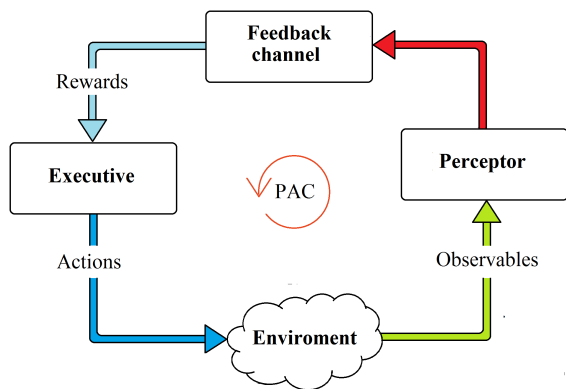 Feedback
channel
Rewards
Executive
Perceptor
PAC
Actions
Observables
Enviroment